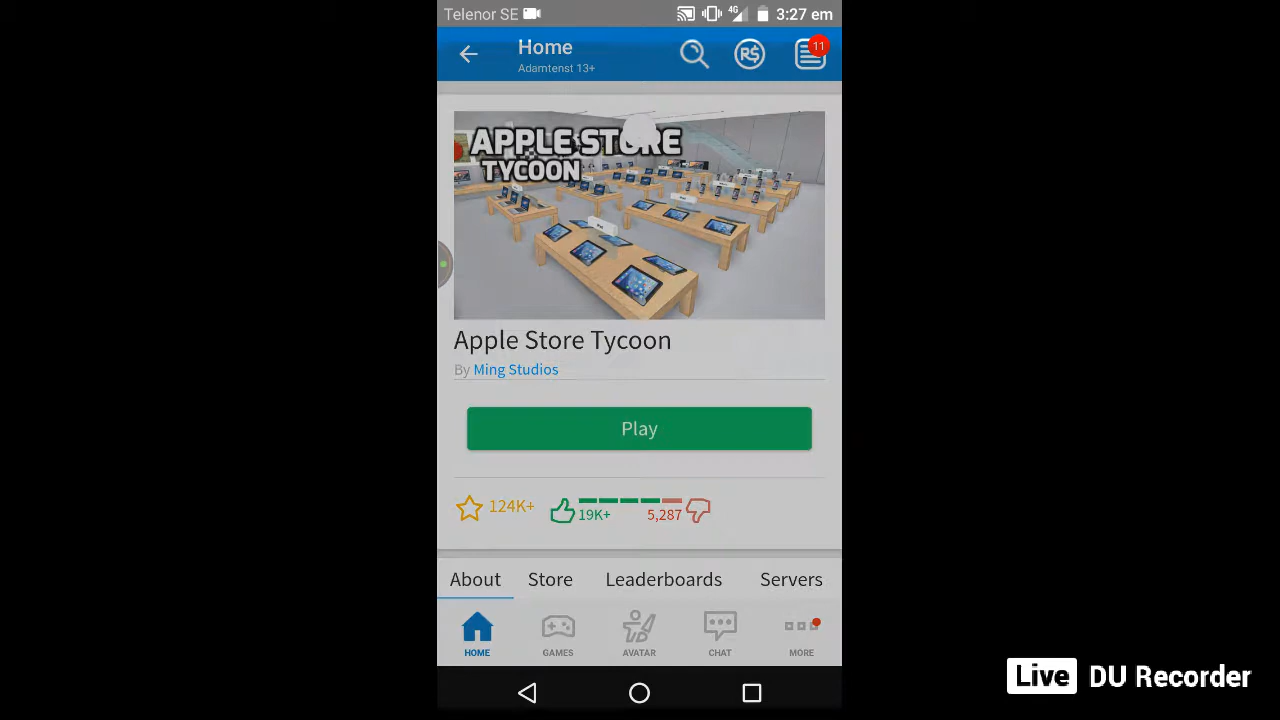 Telenor SE 4G 3:27 em
Home
Adamtenst 13+
R$
11
APPLE STORE
TYCOON
Apple Store Tycoon
By Ming Studios
Play
124K+ 19K+ 5,287
About Store Leaderboards Servers
HOME GAMES AVATAR CHAT MORE
Live DU Recorder